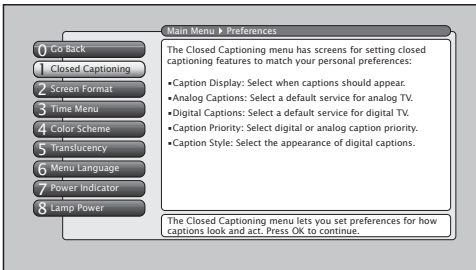 Main Menu ▶ Preferences
0 Go Back
1 Closed Captioning
2 Screen Format
3 Time Menu
4 Color Scheme
5 Translucency
6 Menu Language
7 Power Indicator
8 Lamp Power
The Closed Captioning menu has screens for setting closed
captioning features to match your personal preferences:
▪Caption Display: Select when captions should appear.
▪Analog Captions: Select a default service for analog TV.
▪Digital Captions: Select a default service for digital TV.
▪Caption Priority: Select digital or analog caption priority.
▪Caption Style: Select the appearance of digital captions.
The Closed Captioning menu lets you set preferences for how
captions look and act. Press OK to continue.